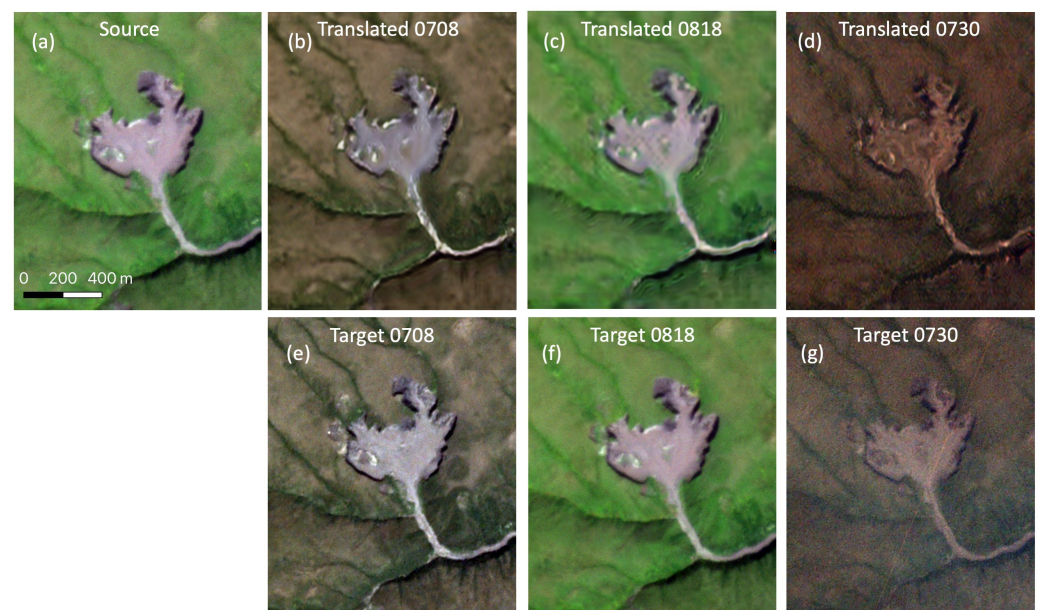 (a) Source
(b) Translated 0708
(c) Translated 0818
(d) Translated 0730
0 200 400 m
(e) Target 0708
(f) Target 0818
(g) Target 0730